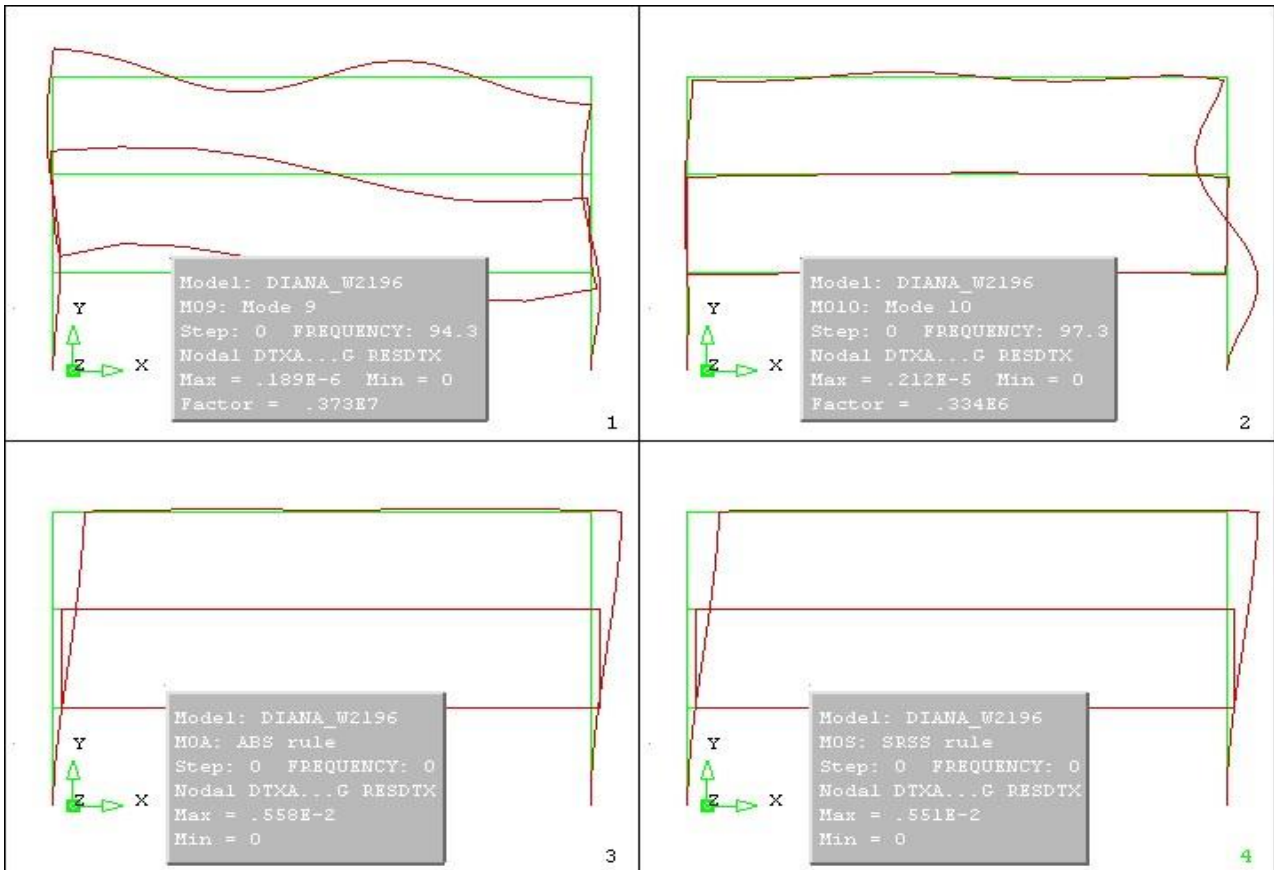 Model: DIANA_W2196
MO9: Mode 9
Step: 0 FREQUENCY: 94.3
Nodal DTXA...G RESDTX
Max = .189E-6 Min = 0
Factor = .373E7
Y
Z X
1
Model: DIANA_W2196
MO10: Mode 10
Step: 0 FREQUENCY: 97.3
Nodal DTXA...G RESDTX
Max = .212E-5 Min = 0
Factor = .334E6
Y
Z X
2
Model: DIANA_W2196
MOA: ABS rule
Step: 0 FREQUENCY: 0
Nodal DTXA...G RESDTX
Max = .558E-2
Min = 0
Y
Z X
3
Model: DIANA_W2196
MOS: SRSS rule
Step: 0 FREQUENCY: 0
Nodal DTXA...G RESDTX
Max = .551E-2
Min = 0
Y
Z X
4